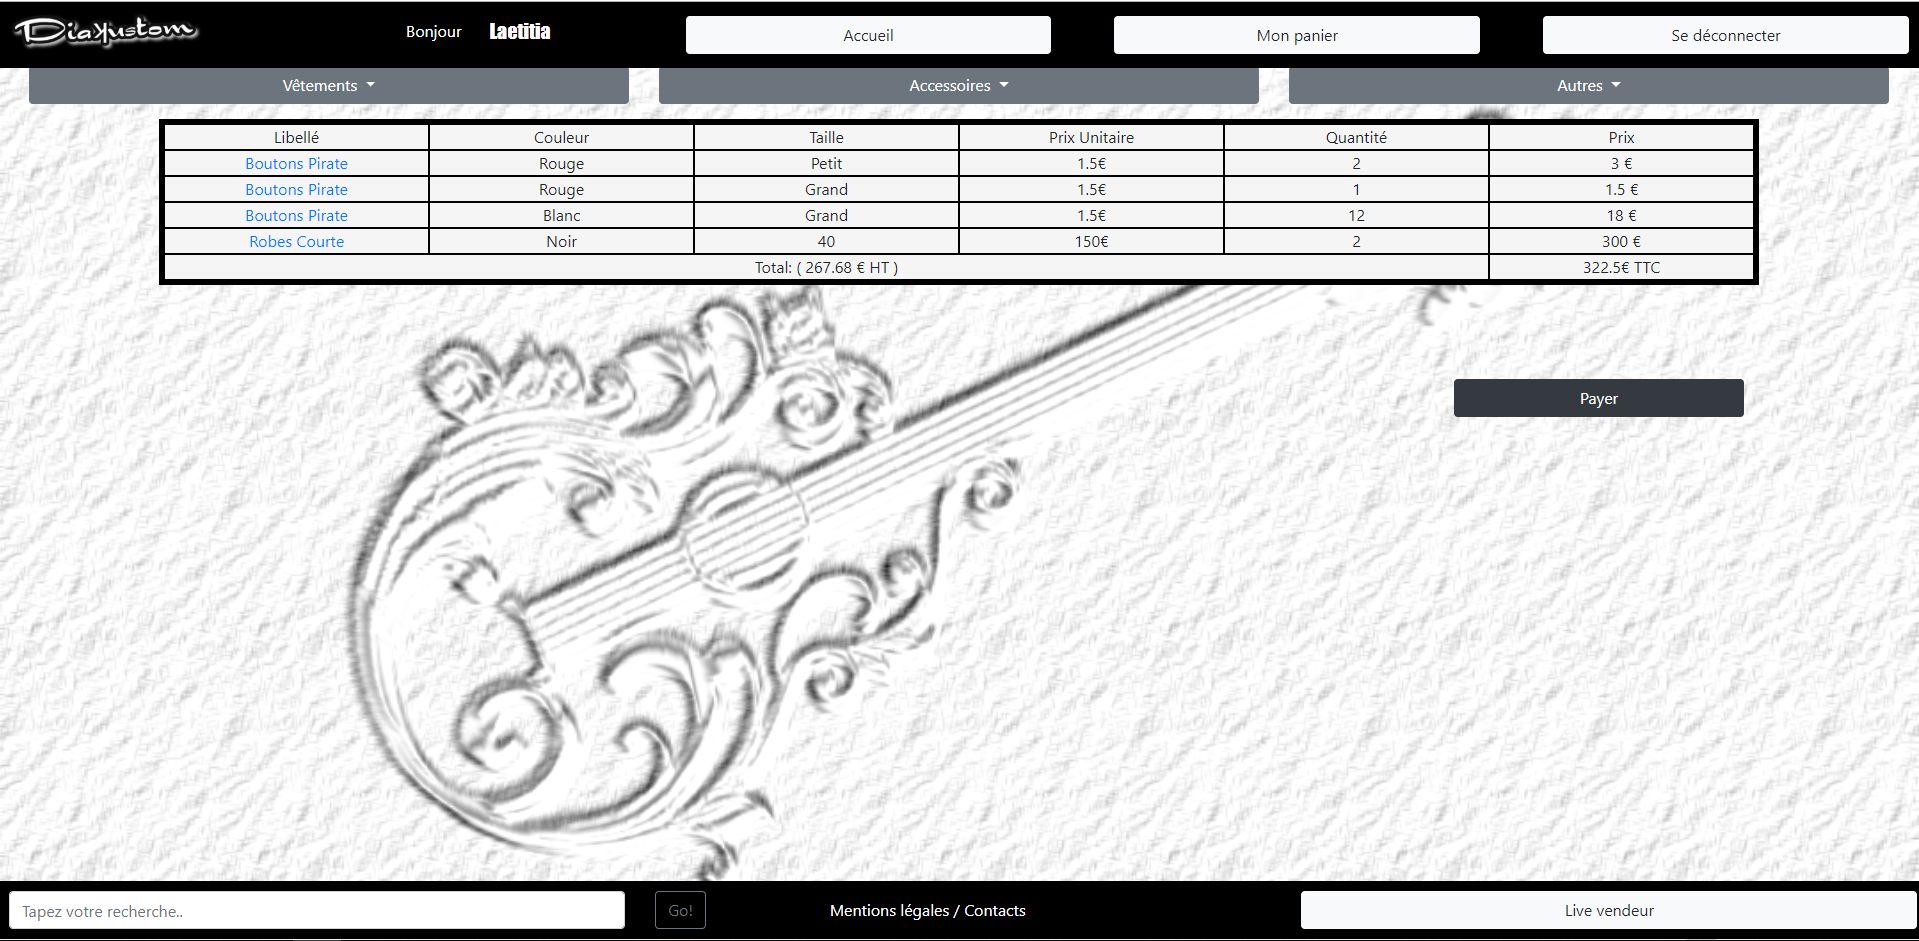 Diakustom Bonjour Laetitia Accueil Mon panier Se déconnecter
Vêtements Accessoires Autres
Libellé Couleur Taille Prix Unitaire Quantité Prix
Boutons Pirate Rouge Petit 1.5€ 2 3 €
Boutons Pirate Rouge Grand 1.5€ 1 1.5 €
Boutons Pirate Blanc Grand 1.5€ 12 18 €
Robes Courte Noir 40 150€ 2 300 €
Total: ( 267.68 € HT ) 322.5€ TTC
Payer
Tapez votre recherche.. Go! Mentions légales / Contacts Live vendeur